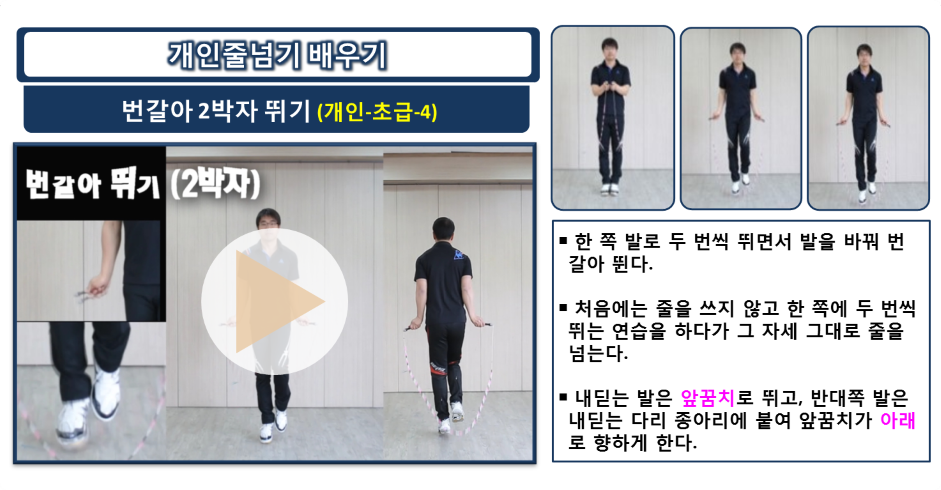 개인줄넘기 배우기
번갈아 2박자 뛰기 (개인-초급-4)
번갈아 뛰기 (2박자)
▪ 한 쪽 발로 두 번씩 뛰면서 발을 바꿔 번
갈아 뛴다.
▪ 처음에는 줄을 쓰지 않고 한 쪽에 두 번씩
뛰는 연습을 하다가 그 자세 그대로 줄을
넘는다.
▪ 내딛는 발은 앞꿈치로 뛰고, 반대쪽 발은
내딛는 다리 종아리에 붙여 앞꿈치가 아래
로 향하게 한다.